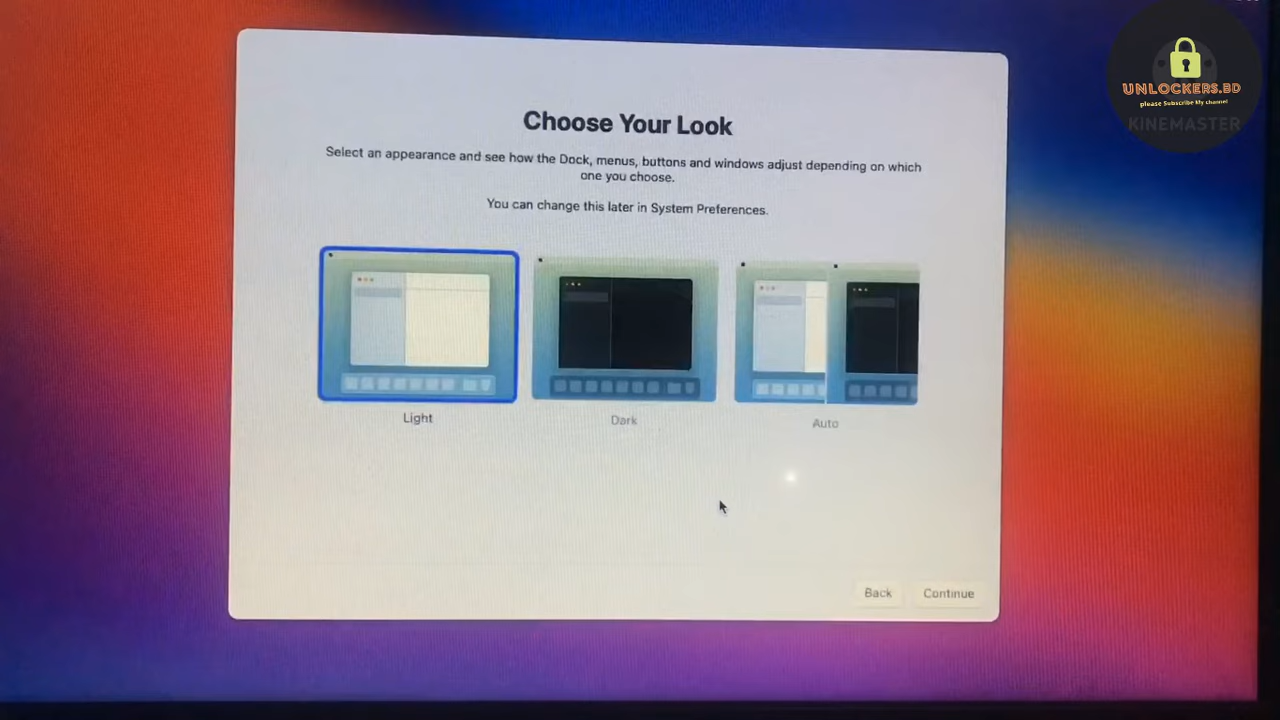 UNLOCKERS.BD
please Subscribe My channel
KINEMASTER
Choose Your Look
Select an appearance and see how the Dock, menus, buttons and windows adjust depending on which
one you choose.
You can change this later in System Preferences.
Light
Dark
Auto
Back
Continue